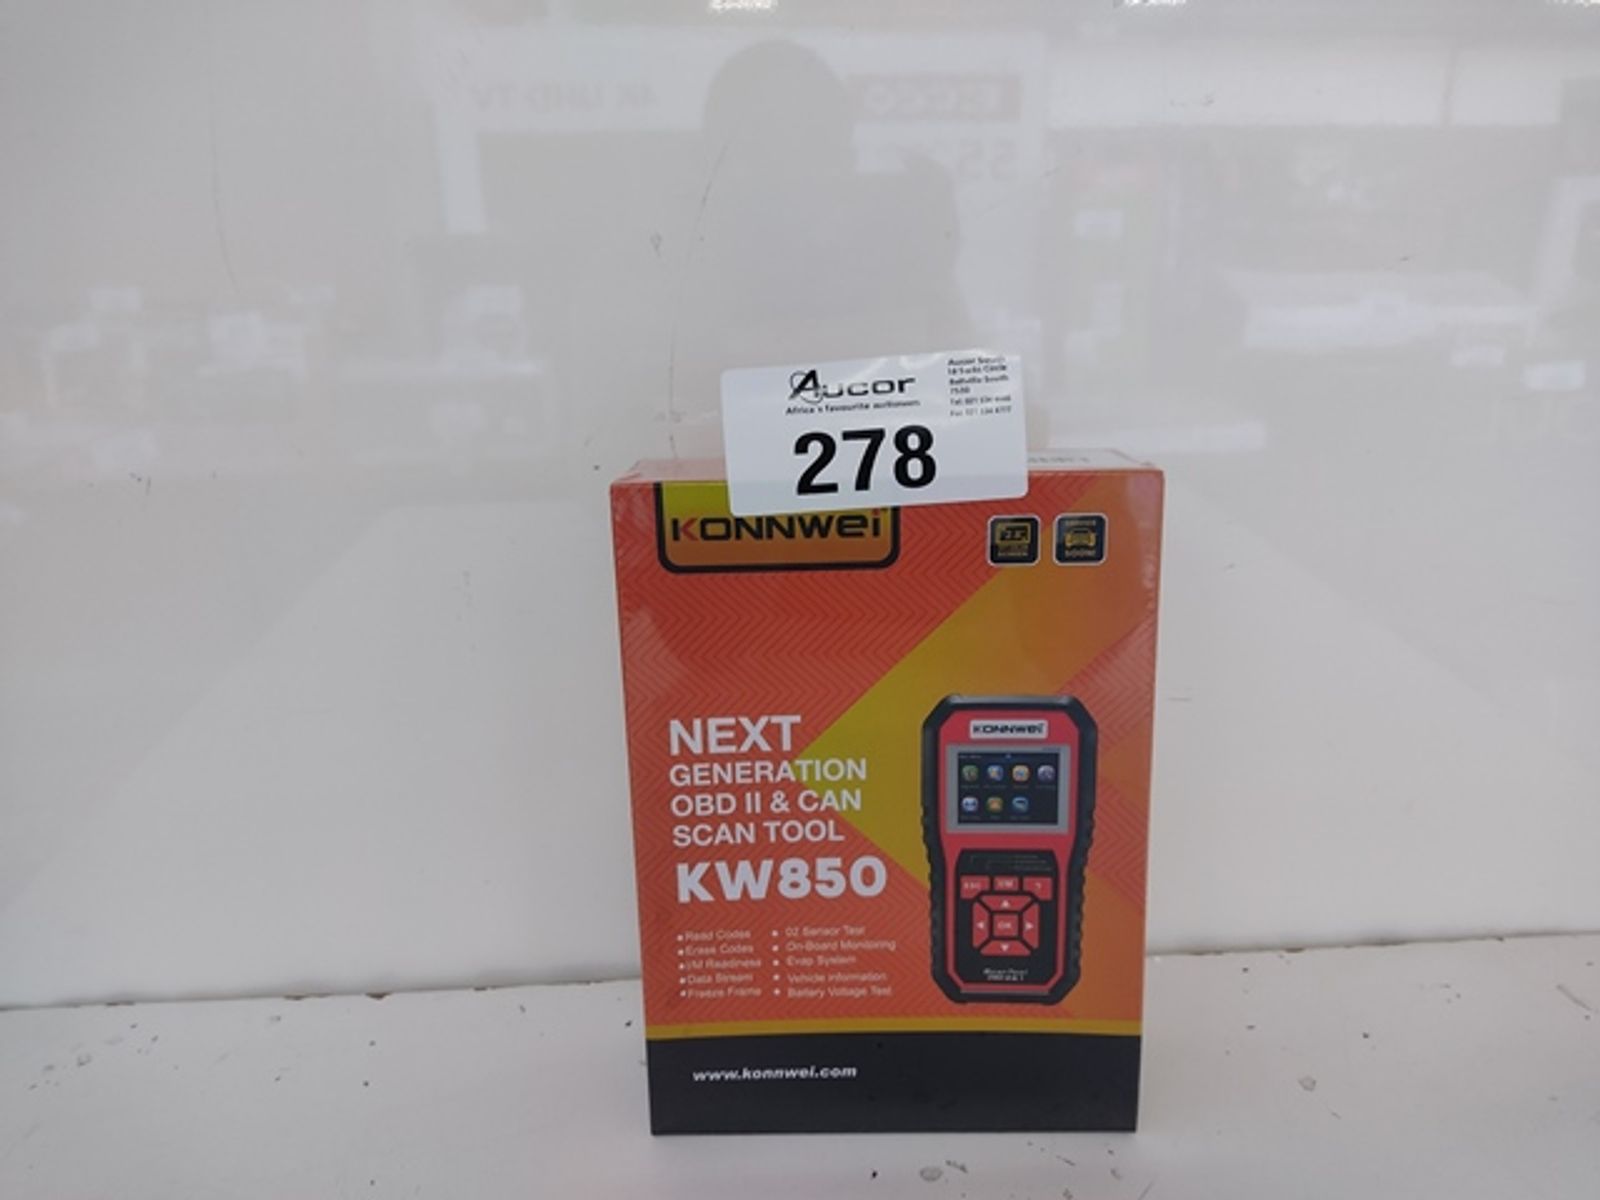 Aucor
Africa's favourite auctioneers
278
KONNWEI
NEXT
GENERATION
OBD II & CAN
SCAN TOOL
KW850
Read Codes
Erase Codes
I/M Readiness
Data Stream
Freeze Frame
O2 Sensor Test
On-Board Monitoring
Evap System
Vehicle information
Battery Voltage Test
KONNWEI
ESC
I/M
OK
www.konnwei.com